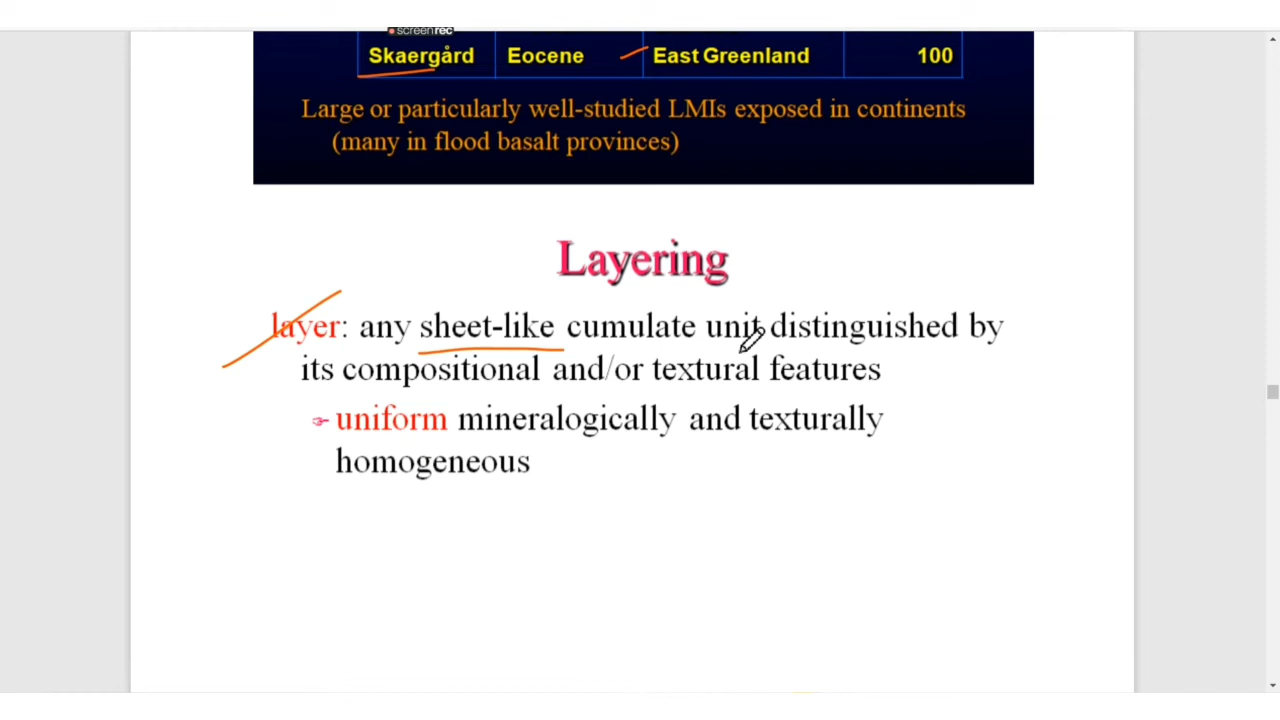 screenrec
Skaergård Eocene East Greenland 100
Large or particularly well-studied LMIs exposed in continents
(many in flood basalt provinces)
Layering
layer: any sheet-like cumulate unit distinguished by
its compositional and/or textural features
☞ uniform mineralogically and texturally
homogeneous